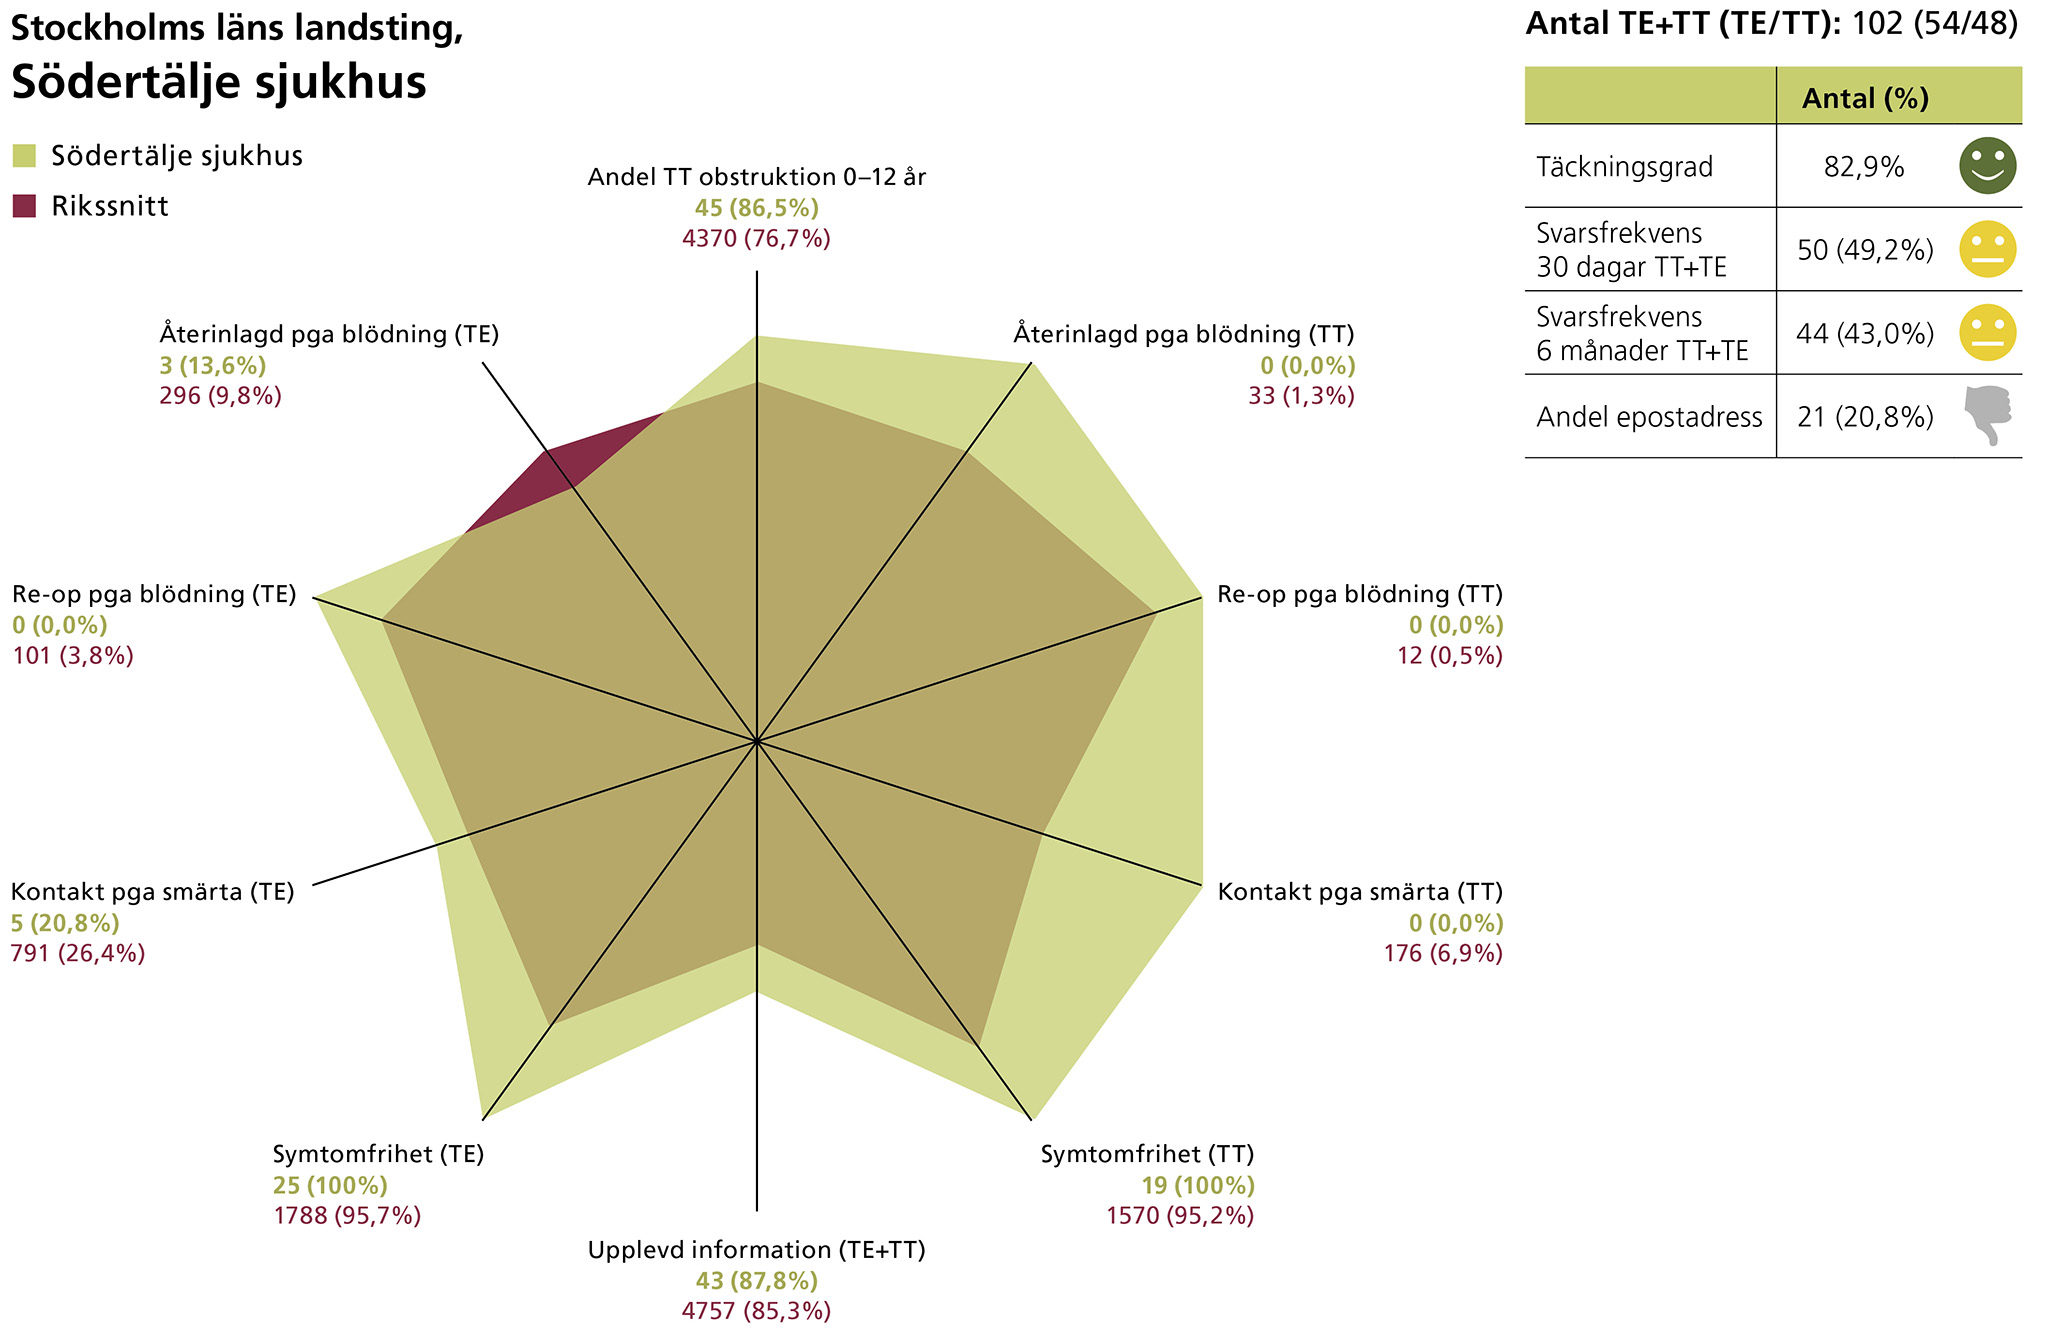 Stockholms läns landsting,
Södertälje sjukhus
Södertälje sjukhus
Rikssnitt
Antal TE+TT (TE/TT): 102 (54/48)
Antal (%)
Täckningsgrad 82,9%
Svarsfrekvens
30 dagar TT+TE 50 (49,2%)
Svarsfrekvens
6 månader TT+TE 44 (43,0%)
Andel epostadress 21 (20,8%)
Andel TT obstruktion 0–12 år
45 (86,5%)
4370 (76,7%)
Återinlagd pga blödning (TE)
3 (13,6%)
296 (9,8%)
Återinlagd pga blödning (TT)
0 (0,0%)
33 (1,3%)
Re-op pga blödning (TE)
0 (0,0%)
101 (3,8%)
Re-op pga blödning (TT)
0 (0,0%)
12 (0,5%)
Kontakt pga smärta (TE)
5 (20,8%)
791 (26,4%)
Kontakt pga smärta (TT)
0 (0,0%)
176 (6,9%)
Symtomfrihet (TE)
25 (100%)
1788 (95,7%)
Symtomfrihet (TT)
19 (100%)
1570 (95,2%)
Upplevd information (TE+TT)
43 (87,8%)
4757 (85,3%)